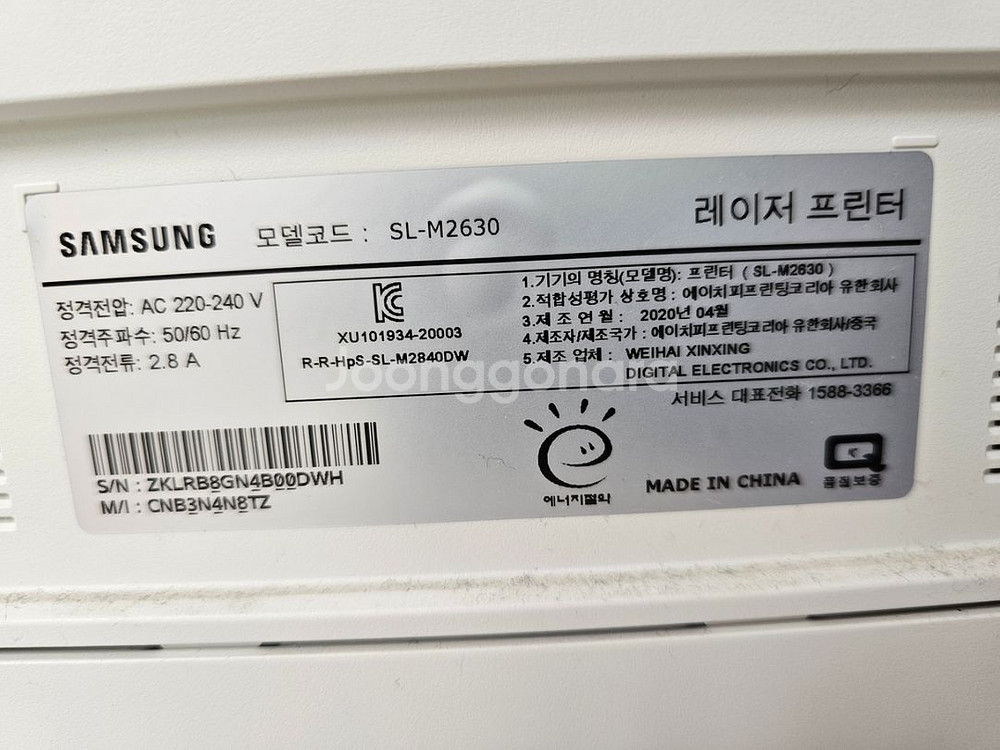 SAMSUNG 모델코드 : SL-M2630 레이저 프린터
정격전압: AC 220-240 V
정격주파수: 50/60 Hz
정격전류: 2.8 A
XU101934-20003
R-R-HpS-SL-M2840DW
1.기기의 명칭(모델명): 프린터 ( SL-M2630 )
2.적합성평가 상호명 : 에이치피프린팅코리아 유한회사
3.제 조 연 월 : 2020년 04월
4.제조자/제조국가 : 에이치피프린팅코리아 유한회사/중국
5.제조 업체 : WEIHAI XINXING
DIGITAL ELECTRONICS CO., LTD.
Joonggonara
서비스 대표전화 1588-3366
S/N : ZKLRB8GN4B00DWH
M/I : CNB3N4N8TZ
에너지절약
MADE IN CHINA
품질보증